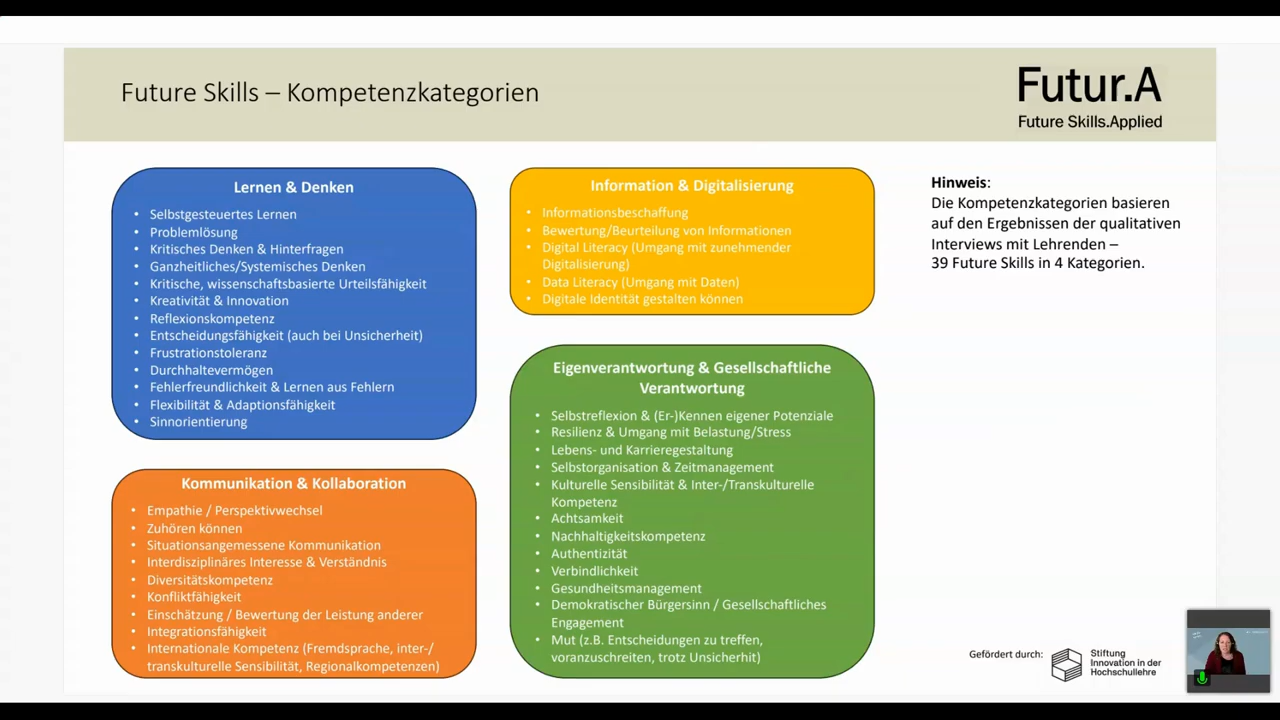 Future Skills – Kompetenzkategorien
Futur.A
Future Skills.Applied
Lernen & Denken
• Selbstgesteuertes Lernen
• Problemlösung
• Kritisches Denken & Hinterfragen
• Ganzheitliches/Systemisches Denken
• Kritische, wissenschaftsbasierte Urteilsfähigkeit
• Kreativität & Innovation
• Reflexionskompetenz
• Entscheidungsfähigkeit (auch bei Unsicherheit)
• Frustrationstoleranz
• Durchhaltevermögen
• Fehlerfreundlichkeit & Lernen aus Fehlern
• Flexibilität & Adaptionsfähigkeit
• Sinnorientierung
Kommunikation & Kollaboration
• Empathie / Perspektivwechsel
• Zuhören können
• Situationsangemessene Kommunikation
• Interdisziplinäres Interesse & Verständnis
• Diversitätskompetenz
• Konfliktfähigkeit
• Einschätzung / Bewertung der Leistung anderer
• Integrationsfähigkeit
• Internationale Kompetenz (Fremdsprache, inter-/
transkulturelle Sensibilität, Regionalkompetenzen)
Information & Digitalisierung
• Informationsbeschaffung
• Bewertung/Beurteilung von Informationen
• Digital Literacy (Umgang mit zunehmender
Digitalisierung)
• Data Literacy (Umgang mit Daten)
• Digitale Identität gestalten können
Eigenverantwortung & Gesellschaftliche
Verantwortung
• Selbstreflexion & (Er-)Kennen eigener Potenziale
• Resilienz & Umgang mit Belastung/Stress
• Lebens- und Karrieregestaltung
• Selbstorganisation & Zeitmanagement
• Kulturelle Sensibilität & Inter-/Transkulturelle
Kompetenz
• Achtsamkeit
• Nachhaltigkeitskompetenz
• Authentizität
• Verbindlichkeit
• Gesundheitsmanagement
• Demokratischer Bürgersinn / Gesellschaftliches
Engagement
• Mut (z.B. Entscheidungen zu treffen,
voranzuschreiten, trotz Unsicherhit)
Hinweis:
Die Kompetenzkategorien basieren
auf den Ergebnissen der qualitativen
Interviews mit Lehrenden –
39 Future Skills in 4 Kategorien.
Gefördert durch:
Stiftung
Innovation in der
Hochschullehre